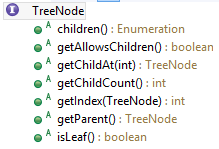 I TreeNode
A children() : Enumeration
A getAllowsChildren() : boolean
A getChildAt(int) : TreeNode
A getChildCount() : int
A getIndex(TreeNode) : int
A getParent() : TreeNode
A isLeaf() : boolean